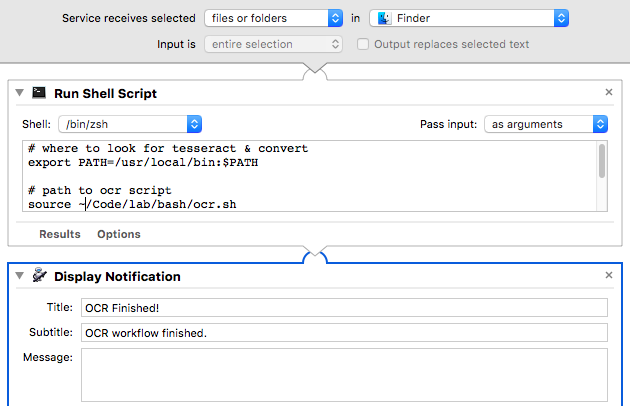 Service receives selected files or folders in Finder
Input is entire selection Output replaces selected text
Run Shell Script
Shell: /bin/zsh Pass input: as arguments
# where to look for tesseract & convert
export PATH=/usr/local/bin:$PATH
# path to ocr script
source ~/Code/lab/bash/ocr.sh
Results Options
Display Notification
Title: OCR Finished!
Subtitle: OCR workflow finished.
Message: